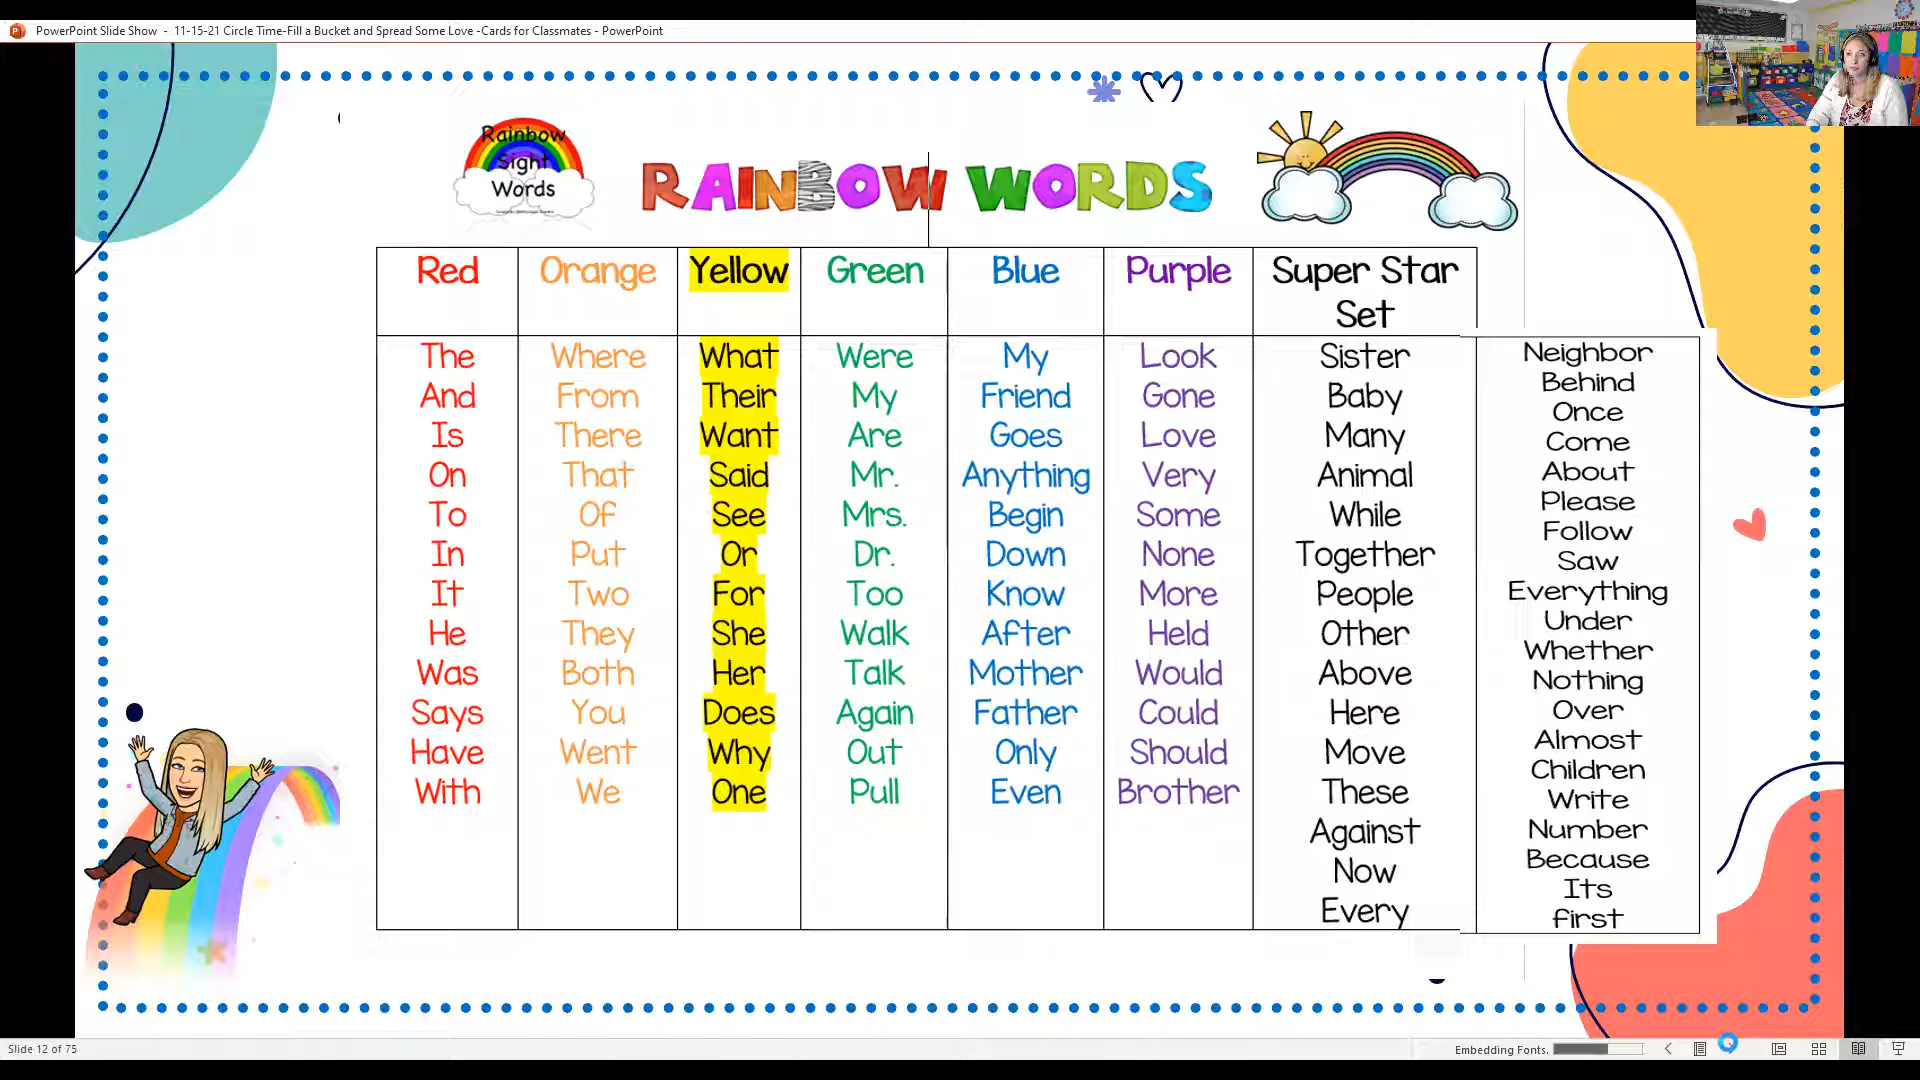 PowerPoint Slide Show - 11-15-21 Circle Time-Fill a Bucket and Spread Some Love -Cards for Classmates - PowerPoint
Rainbow
Sight
Words
RAINBOW WORDS
Red
Orange
Yellow
Green
Blue
Purple
Super Star
Set
The
And
Is
On
To
In
It
He
Was
Says
Have
With
Where
From
There
That
Of
Put
Two
They
Both
You
Went
We
What
Their
Want
Said
See
Or
For
She
Her
Does
Why
One
Were
My
Are
Mr.
Mrs.
Dr.
Too
Walk
Talk
Again
Out
Pull
My
Friend
Goes
Anything
Begin
Down
Know
After
Mother
Father
Only
Even
Look
Gone
Love
Very
Some
None
More
Held
Would
Could
Should
Brother
Sister
Baby
Many
Animal
While
Together
People
Other
Above
Here
Move
These
Against
Now
Every
Neighbor
Behind
Once
Come
About
Please
Follow
Saw
Everything
Under
Whether
Nothing
Over
Almost
Children
Write
Number
Because
Its
first
Slide 12 of 75
Embedding Fonts.